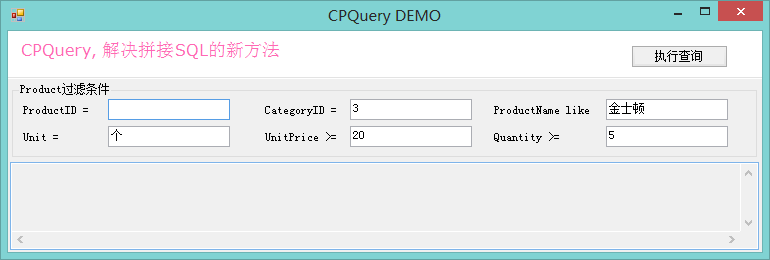 CPQuery DEMO
CPQuery, 解决拼接SQL的新方法
执行查询
Product过滤条件
ProductID = CategoryID = 3 ProductName like 金士顿
Unit = 个 UnitPrice >= 20 Quantity >= 5